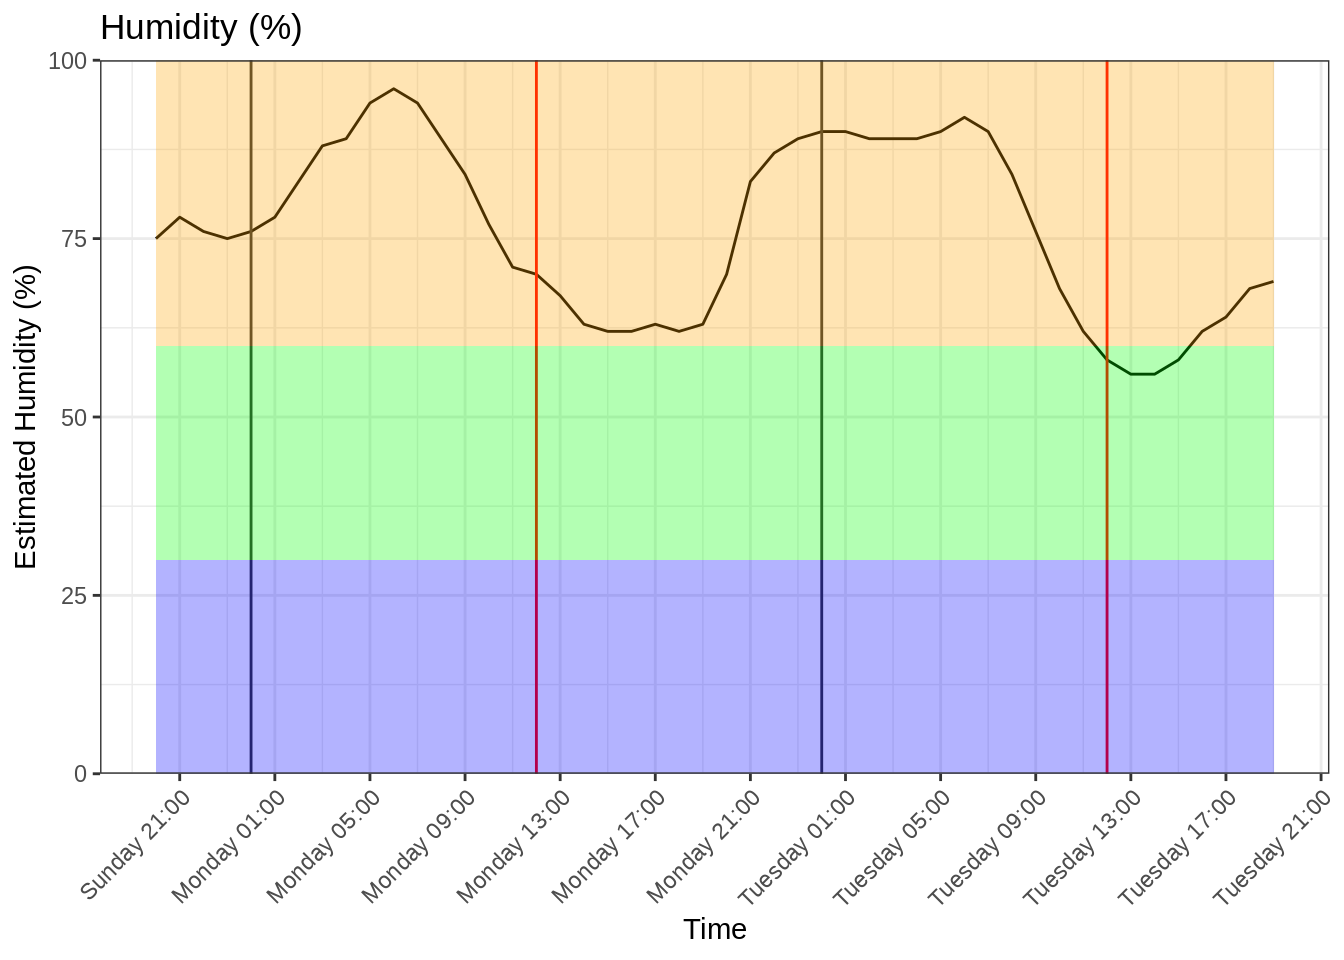 Humidity (%)
Estimated Humidity (%)
100
75
50
25
0
Sunday 21:00
Monday 01:00
Monday 05:00
Monday 09:00
Monday 13:00
Monday 17:00
Monday 21:00
Tuesday 01:00
Tuesday 05:00
Tuesday 09:00
Tuesday 13:00
Tuesday 17:00
Tuesday 21:00
Time